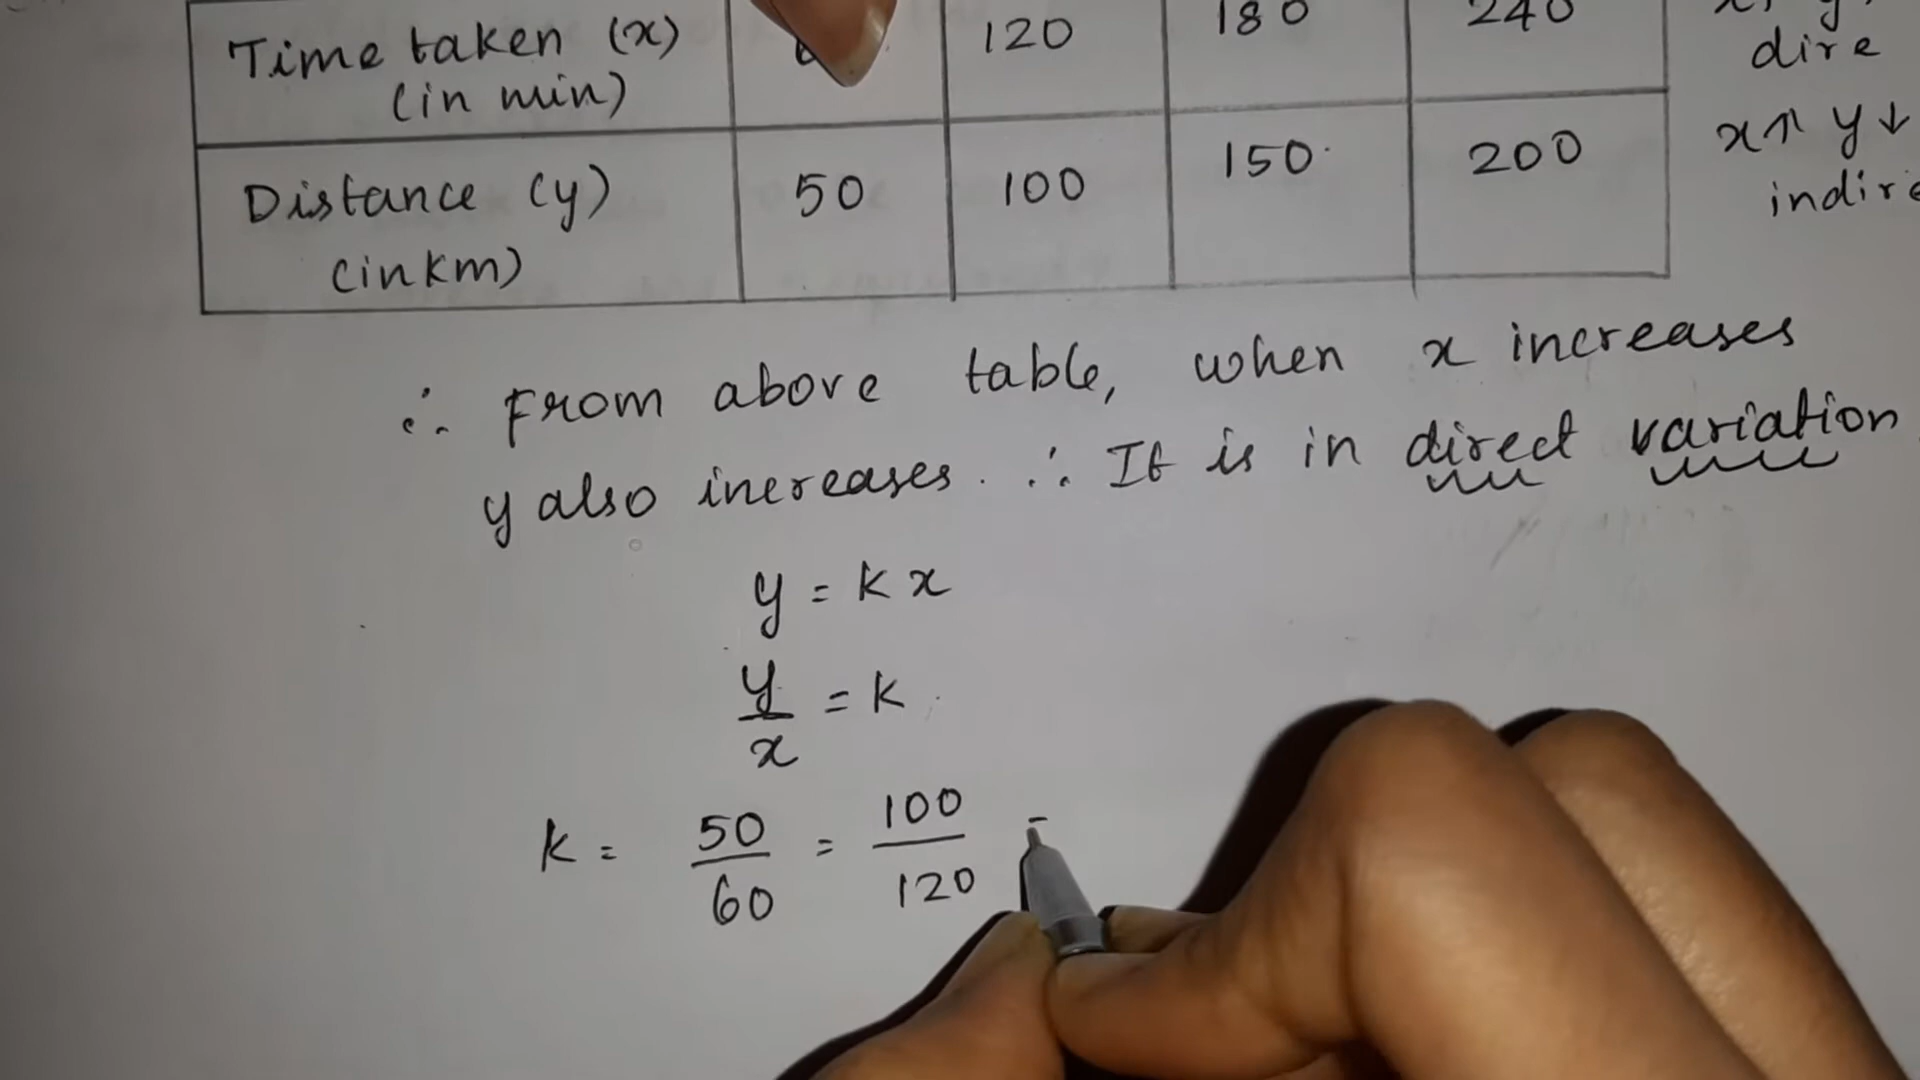 Time taken (x) 120 180 240
(in min)
dire
Distance (y) 50 100 150 200
(in km)
x↑ y↓
indire
∴ From above table, when x increases
y also increases. ∴ It is in direct variation
y = k x
y/x = k
k = 50/60 = 100/120 =